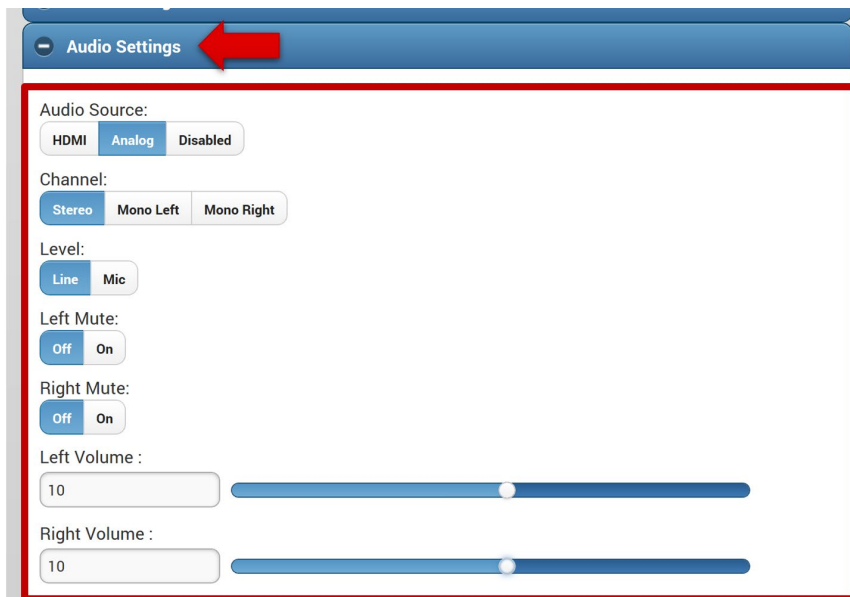 Audio Settings
Audio Source:
HDMI Analog Disabled
Channel:
Stereo Mono Left Mono Right
Level:
Line Mic
Left Mute:
Off On
Right Mute:
Off On
Left Volume :
10
Right Volume :
10